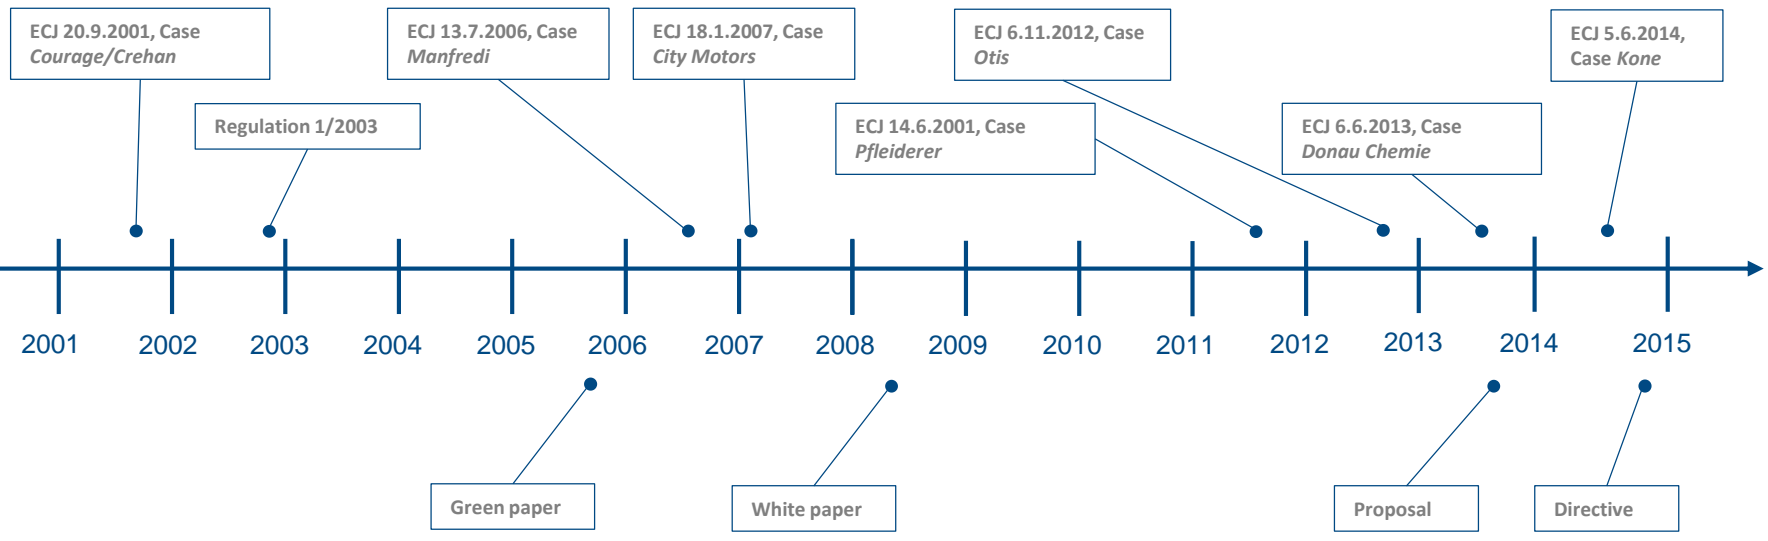 ECJ 20.9.2001, Case
Courage/Crehan
ECJ 13.7.2006, Case
Manfredi
ECJ 18.1.2007, Case
City Motors
ECJ 6.11.2012, Case
Otis
ECJ 5.6.2014,
Case Kone
Regulation 1/2003
ECJ 14.6.2001, Case
Pfleiderer
ECJ 6.6.2013, Case
Donau Chemie
2001
2002
2003
2004
2005
2006
2007
2008
2009
2010
2011
2012
2013
2014
2015
Green paper
White paper
Proposal
Directive